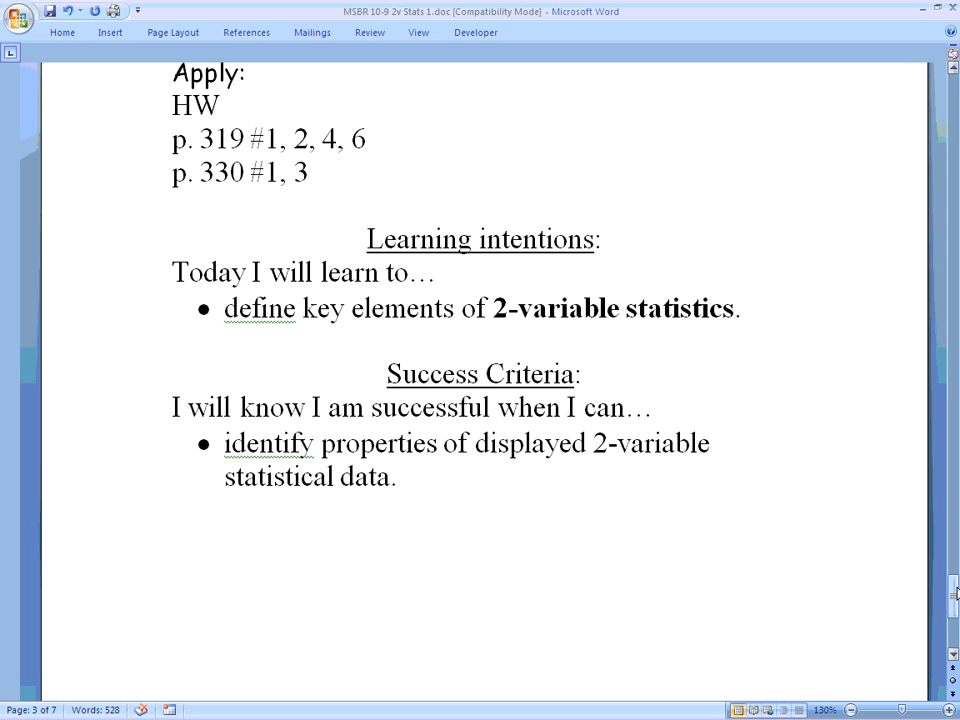 MSBR 10-9 2v Stats 1.doc [Compatibility Mode] - Microsoft Word
Home Insert Page Layout References Mailings Review View Developer
Apply:
HW
p. 319 #1, 2, 4, 6
p. 330 #1, 3
Learning intentions:
Today I will learn to…
• define key elements of 2-variable statistics.
Success Criteria:
I will know I am successful when I can…
• identify properties of displayed 2-variable
statistical data.
Page: 3 of 7 Words: 528 130%